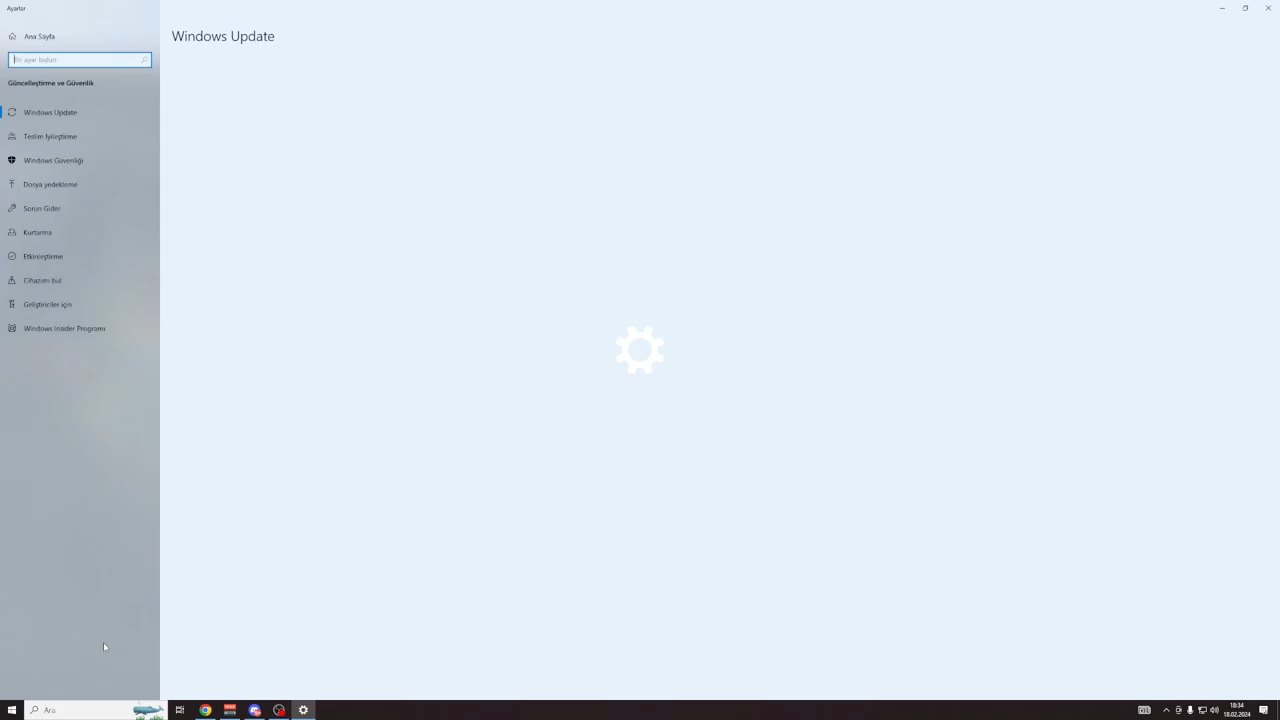 Ayarlar
Ana Sayfa
Windows Update
Bir ayar bulun
Güncelleştirme ve Güvenlik
Windows Update
Teslim İyileştirme
Windows Güvenliği
Dosya yedekleme
Sorun Gider
Kurtarma
Etkinleştirme
Cihazımı bul
Geliştiriciler için
Windows Insider Programı
Ara
18:34
18.02.2024